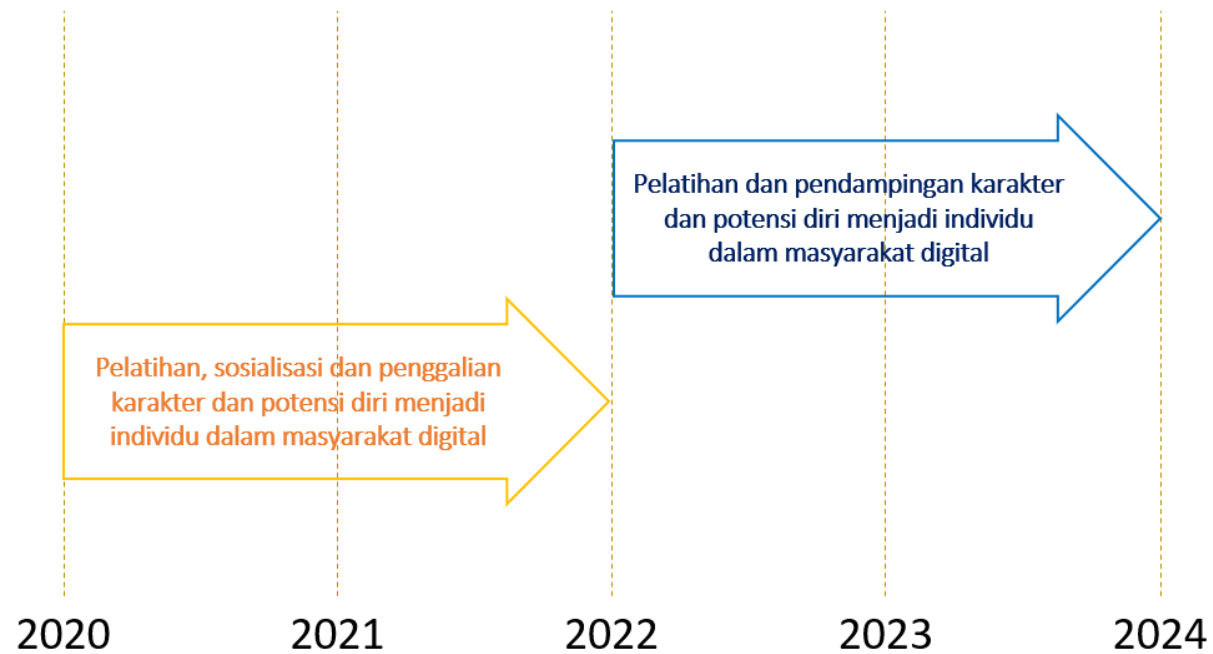 Pelatihan dan pendampingan karakter
dan potensi diri menjadi individu
dalam masyarakat digital
Pelatihan, sosialisasi dan penggalian
karakter dan potensi diri menjadi
individu dalam masyarakat digital
2020 2021 2022 2023 2024